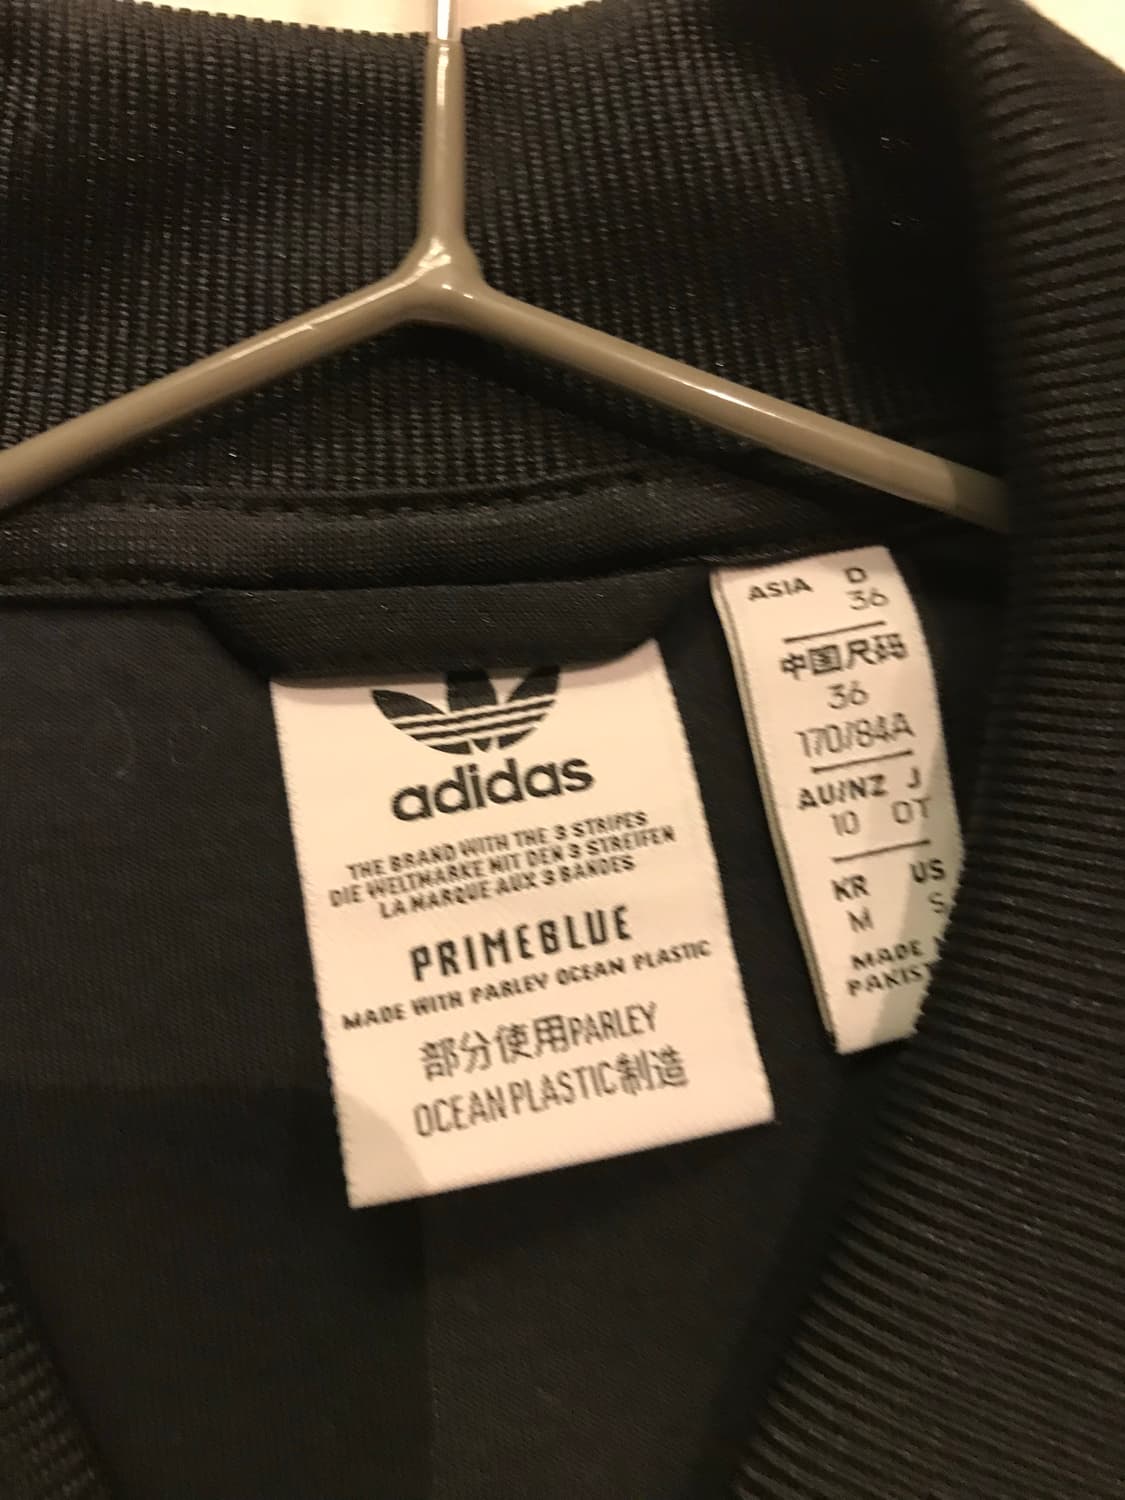 adidas
THE BRAND WITH THE 3 STRIPES
DIE WELTMARKE MIT DEN 3 STREIFEN
LA MARQUE AUX 3 BANDES
PRIMEBLUE
MADE WITH PARLEY OCEAN PLASTIC
部分使用PARLEY
OCEAN PLASTIC制造
ASIA D
36
中国尺码
36
170/84A
AU/NZ J
10 OT
KR US
M S
MADE
PAKIST